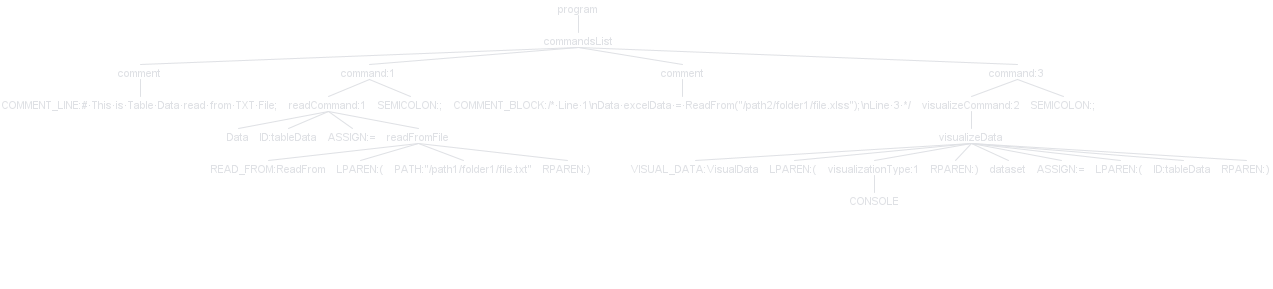 program
commandsList
comment command:1 comment command:3
COMMENT_LINE:#·This·is·Table·Data·read·from·TXT·File; readCommand:1 SEMICOLON:; COMMENT_BLOCK:/*·Line·1\nData·excelData·=·ReadFrom("/path2/folder1/file.xlss");\nLine·3·*/ visualizeCommand:2 SEMICOLON:;
Data ID:tableData ASSIGN:= readFromFile visualizeData
READ_FROM:ReadFrom LPAREN:( PATH:"/path1/folder1/file.txt" RPAREN:) VISUAL_DATA:VisualData LPAREN:( visualizationType:1 RPAREN:) dataset ASSIGN:= LPAREN:( ID:tableData RPAREN:)
CONSOLE